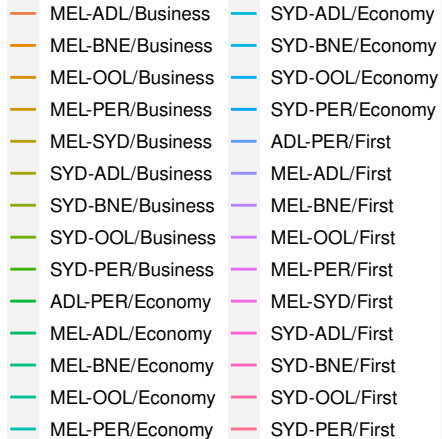 MEL-ADL/Business
MEL-BNE/Business
MEL-OOL/Business
MEL-PER/Business
MEL-SYD/Business
SYD-ADL/Business
SYD-BNE/Business
SYD-OOL/Business
SYD-PER/Business
ADL-PER/Economy
MEL-ADL/Economy
MEL-BNE/Economy
MEL-OOL/Economy
MEL-PER/Economy
SYD-ADL/Economy
SYD-BNE/Economy
SYD-OOL/Economy
SYD-PER/Economy
ADL-PER/First
MEL-ADL/First
MEL-BNE/First
MEL-OOL/First
MEL-PER/First
MEL-SYD/First
SYD-ADL/First
SYD-BNE/First
SYD-OOL/First
SYD-PER/First